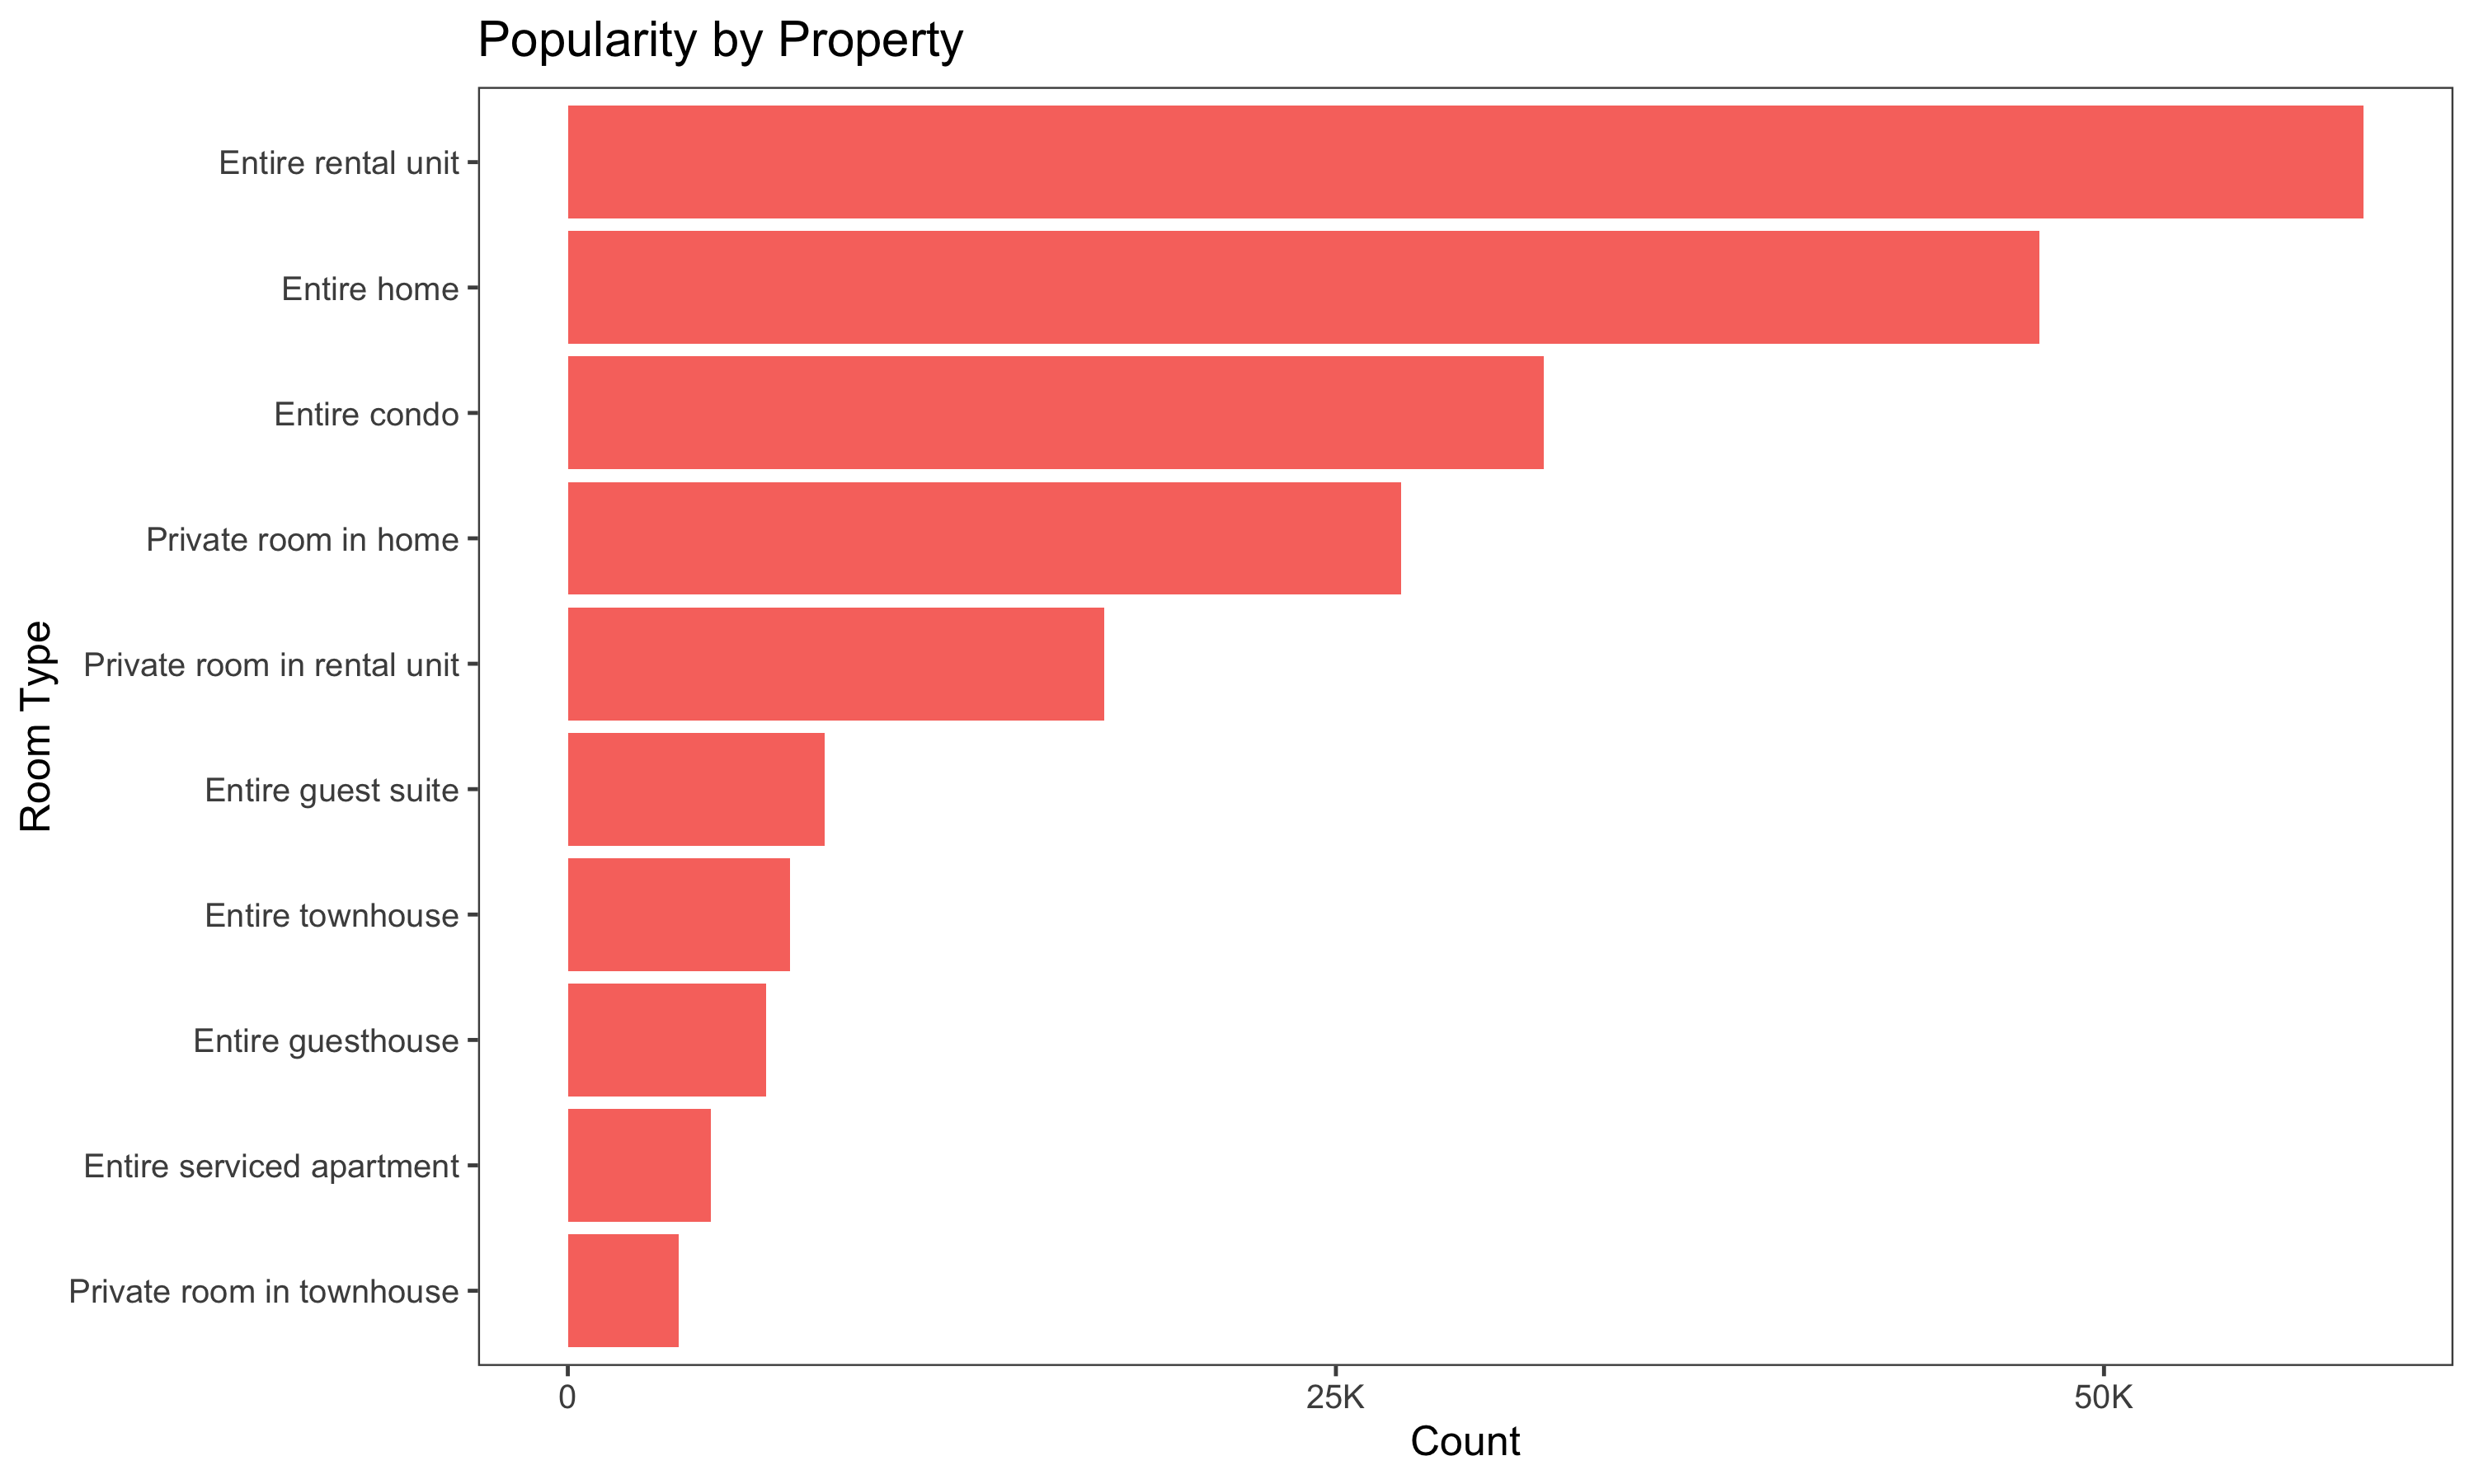 Popularity by Property
Room Type
Entire rental unit
Entire home
Entire condo
Private room in home
Private room in rental unit
Entire guest suite
Entire townhouse
Entire guesthouse
Entire serviced apartment
Private room in townhouse
0
25K
50K
Count